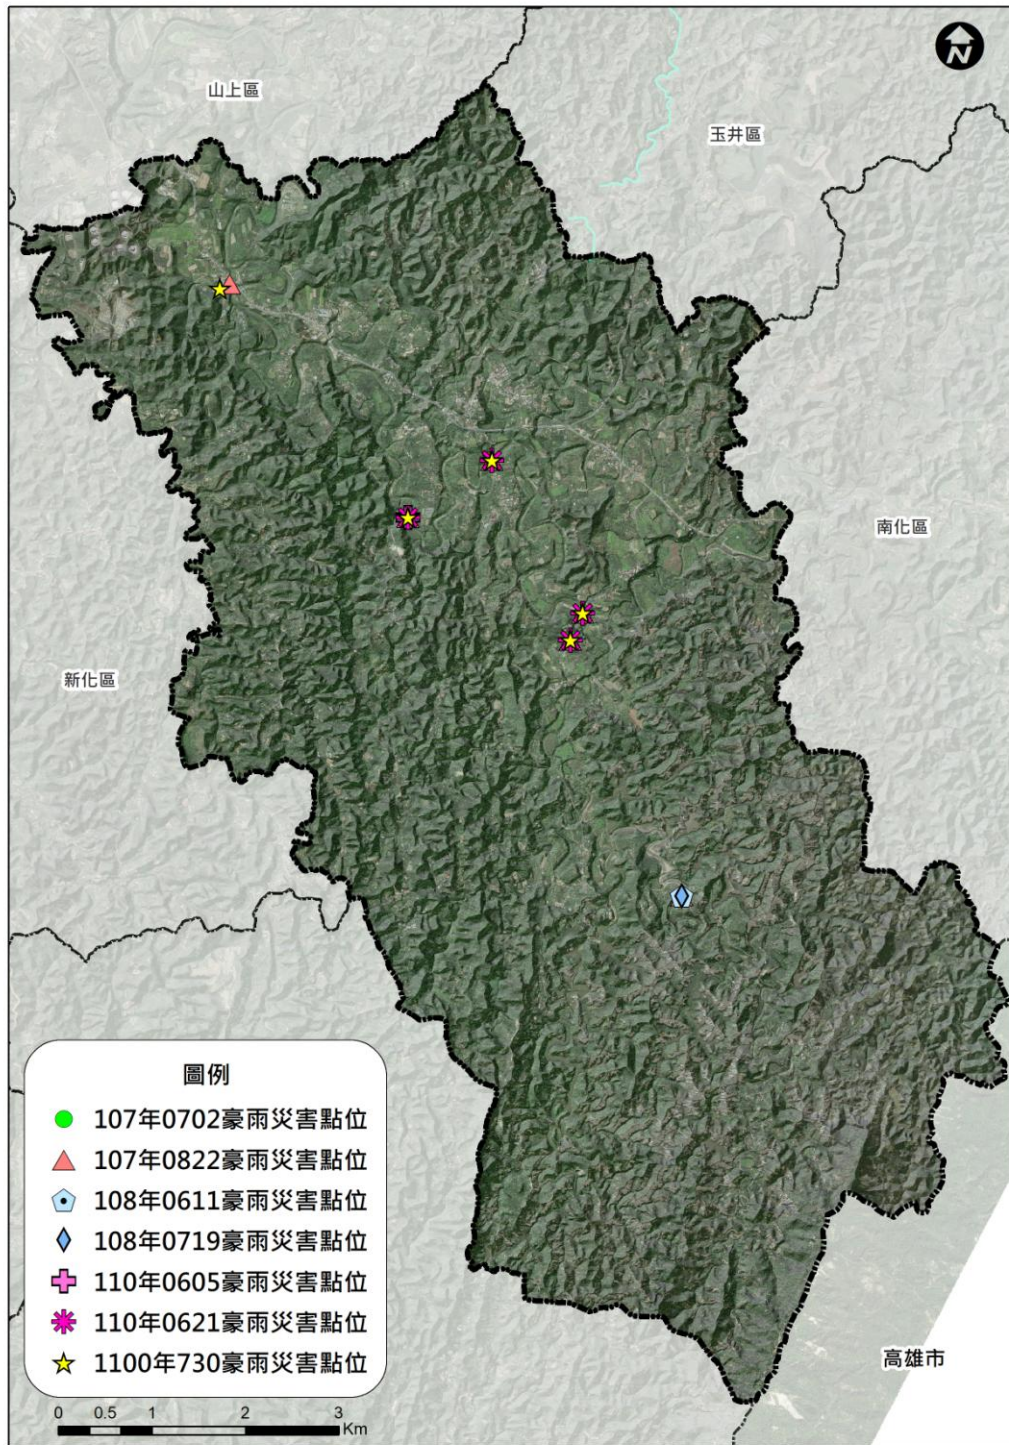 N
山上區
玉井區
南化區
新化區
圖例
107年0702豪雨災害點位
107年0822豪雨災害點位
108年0611豪雨災害點位
108年0719豪雨災害點位
110年0605豪雨災害點位
110年0621豪雨災害點位
1100年730豪雨災害點位
高雄市
0 0.5 1 2 3
Km